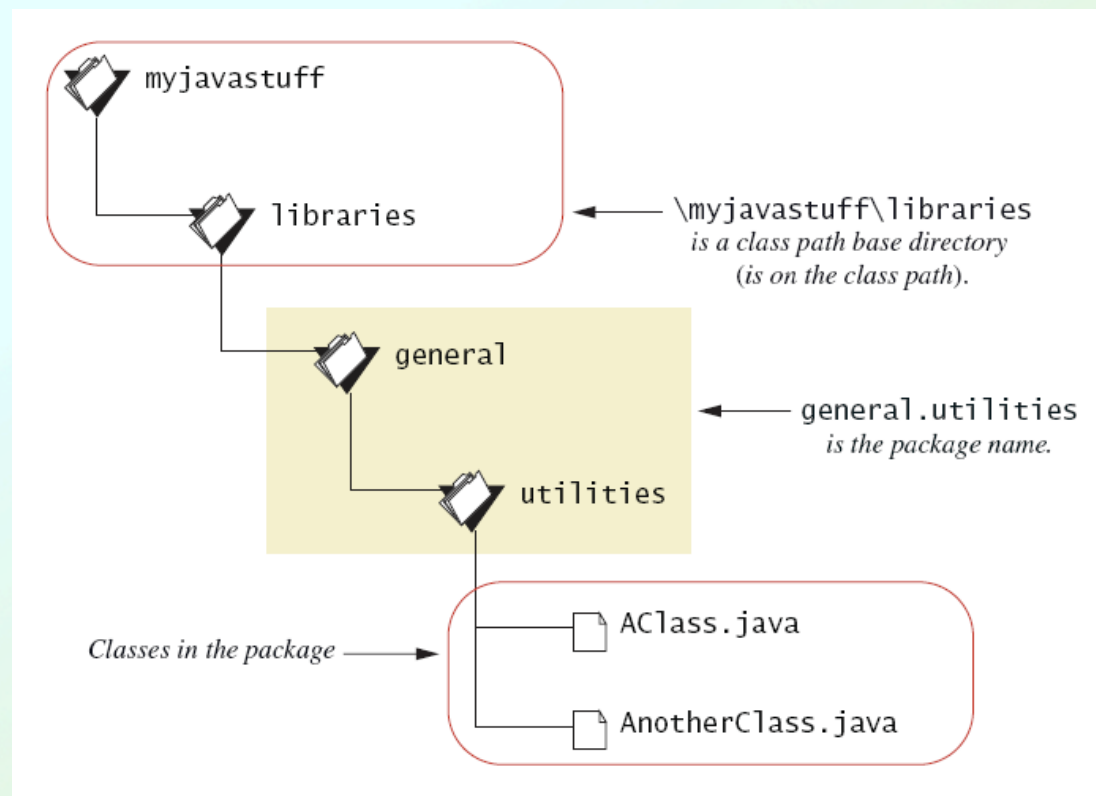 myjavastuff
libraries
\myjavastuff\libraries
is a class path base directory
(is on the class path).
general
general.utilities
is the package name.
utilities
AClass.java
Classes in the package
AnotherClass.java